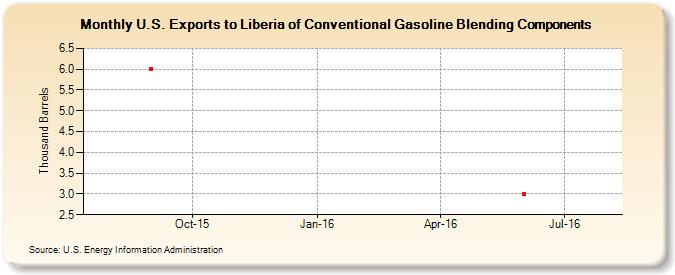 Monthly U.S. Exports to Liberia of Conventional Gasoline Blending Components
Thousand Barrels
6.5
6.0
5.5
5.0
4.5
4.0
3.5
3.0
2.5
Oct-15 Jan-16 Apr-16 Jul-16
Source: U.S. Energy Information Administration